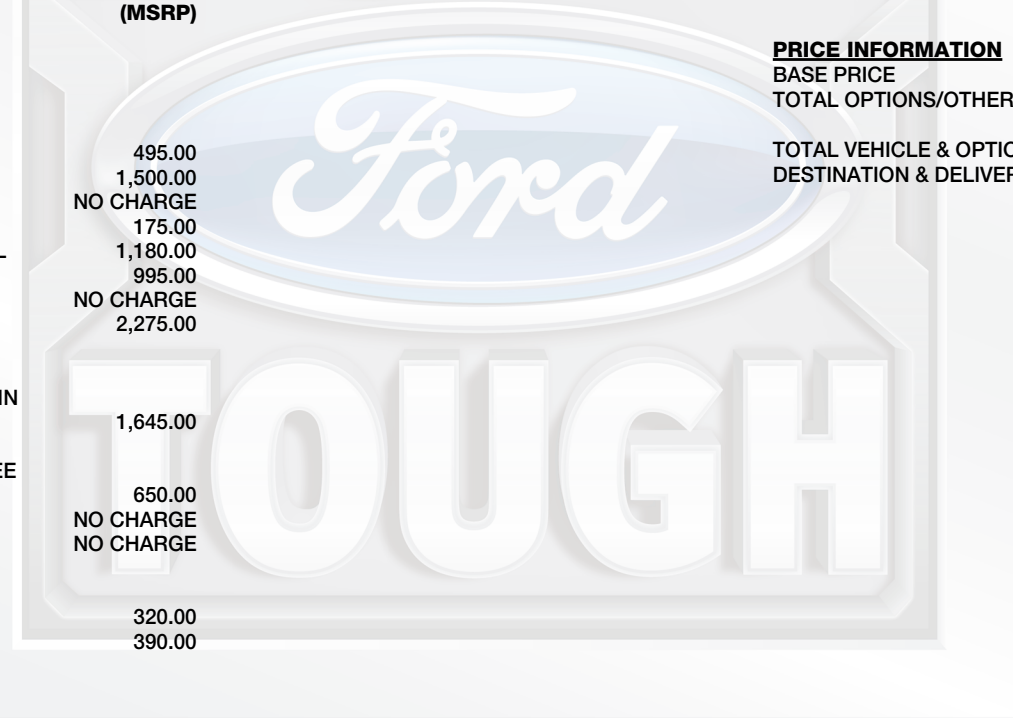 (MSRP)
495.00
1,500.00
NO CHARGE
175.00
1,180.00
995.00
NO CHARGE
2,275.00
IN
1,645.00
EE
650.00
NO CHARGE
NO CHARGE
320.00
390.00
Ford
TOUGH
PRICE INFORMATION
BASE PRICE
TOTAL OPTIONS/OTHER
TOTAL VEHICLE & OPTIO
DESTINATION & DELIVER